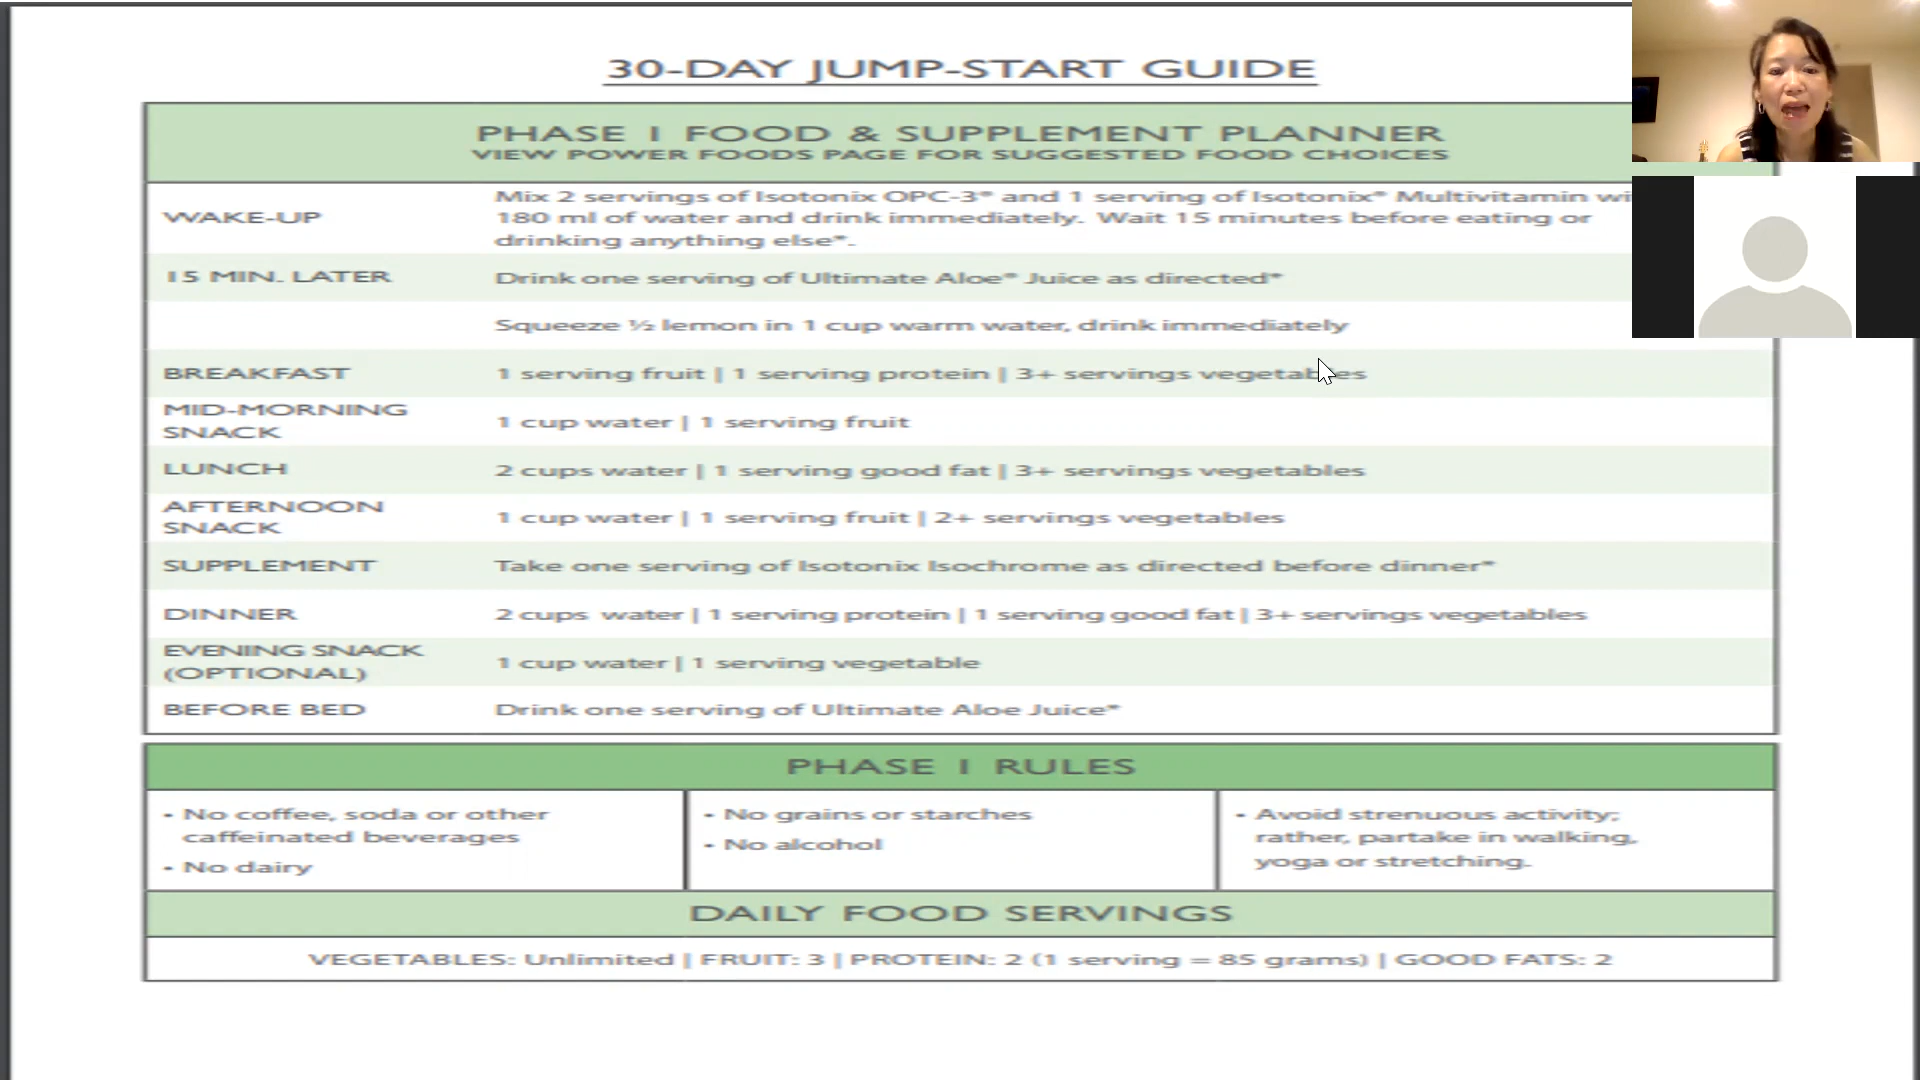 30-DAY JUMP-START GUIDE
PHASE I FOOD & SUPPLEMENT PLANNER
VIEW POWER FOODS PAGE FOR SUGGESTED FOOD CHOICES
WAKE-UP
Mix 2 servings of Isotonix OPC-3® and 1 serving of Isotonix® Multivitamin
180 ml of water and drink immediately. Wait 15 minutes before eating or
drinking anything else*.
15 MIN. LATER
Drink one serving of Ultimate Aloe® Juice as directed*
Squeeze ½ lemon in 1 cup warm water, drink immediately
BREAKFAST
1 serving fruit | 1 serving protein | 3+ servings vegetables
MID-MORNING
SNACK
1 cup water | 1 serving fruit
LUNCH
2 cups water | 1 serving good fat | 3+ servings vegetables
AFTERNOON
SNACK
1 cup water | 1 serving fruit | 2+ servings vegetables
SUPPLEMENT
Take one serving of Isotonix Isochrome as directed before dinner*
DINNER
2 cups water | 1 serving protein | 1 serving good fat | 3+ servings vegetables
EVENING SNACK
(OPTIONAL)
1 cup water | 1 serving vegetable
BEFORE BED
Drink one serving of Ultimate Aloe Juice*
PHASE I RULES
• No coffee, soda or other
caffeinated beverages
• No dairy
• No grains or starches
• No alcohol
• Avoid strenuous activity;
rather, partake in walking,
yoga or stretching.
DAILY FOOD SERVINGS
VEGETABLES: Unlimited | FRUIT: 3 | PROTEIN: 2 (1 serving = 85 grams) | GOOD FATS: 2